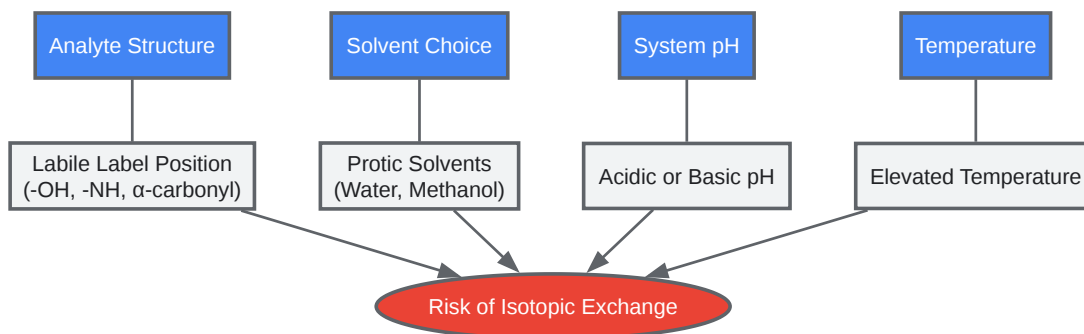 Analyte Structure
Solvent Choice
System pH
Temperature
Labile Label Position
(-OH, -NH, α-carbonyl)
Protic Solvents
(Water, Methanol)
Acidic or Basic pH
Elevated Temperature
Risk of Isotopic Exchange